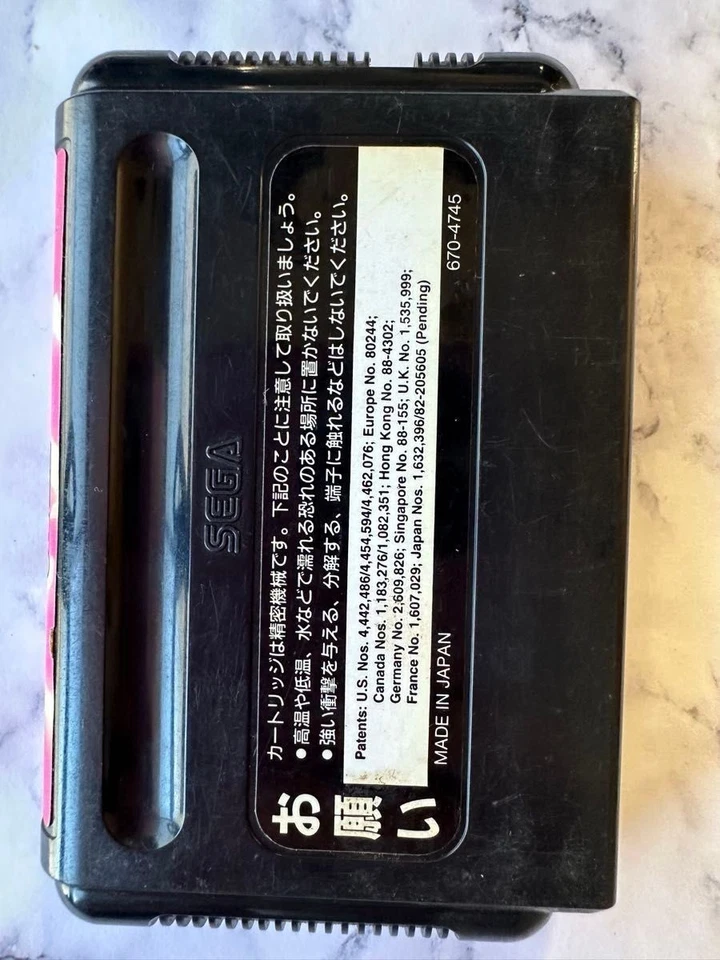 SEGA
お願い
カートリッジは精密機械です。下記のことに注意して取り扱いましょう。
●高温や低温、水などで濡れる恐れのある場所に置かないでください。
●強い衝撃を与える、分解する、端子に触れるなどはしないでください。
Patents: U.S. Nos. 4,442,486/4,454,594/4,462,076; Europe No. 80244;
Canada Nos. 1,183,276/1,082,351; Hong Kong No. 88-4302;
Germany No. 2,609,826; Singapore No. 88-155; U.K. No. 1,535,999;
France No. 1,607,029; Japan Nos. 1,632,396/82-205605 (Pending)
MADE IN JAPAN 670-4745